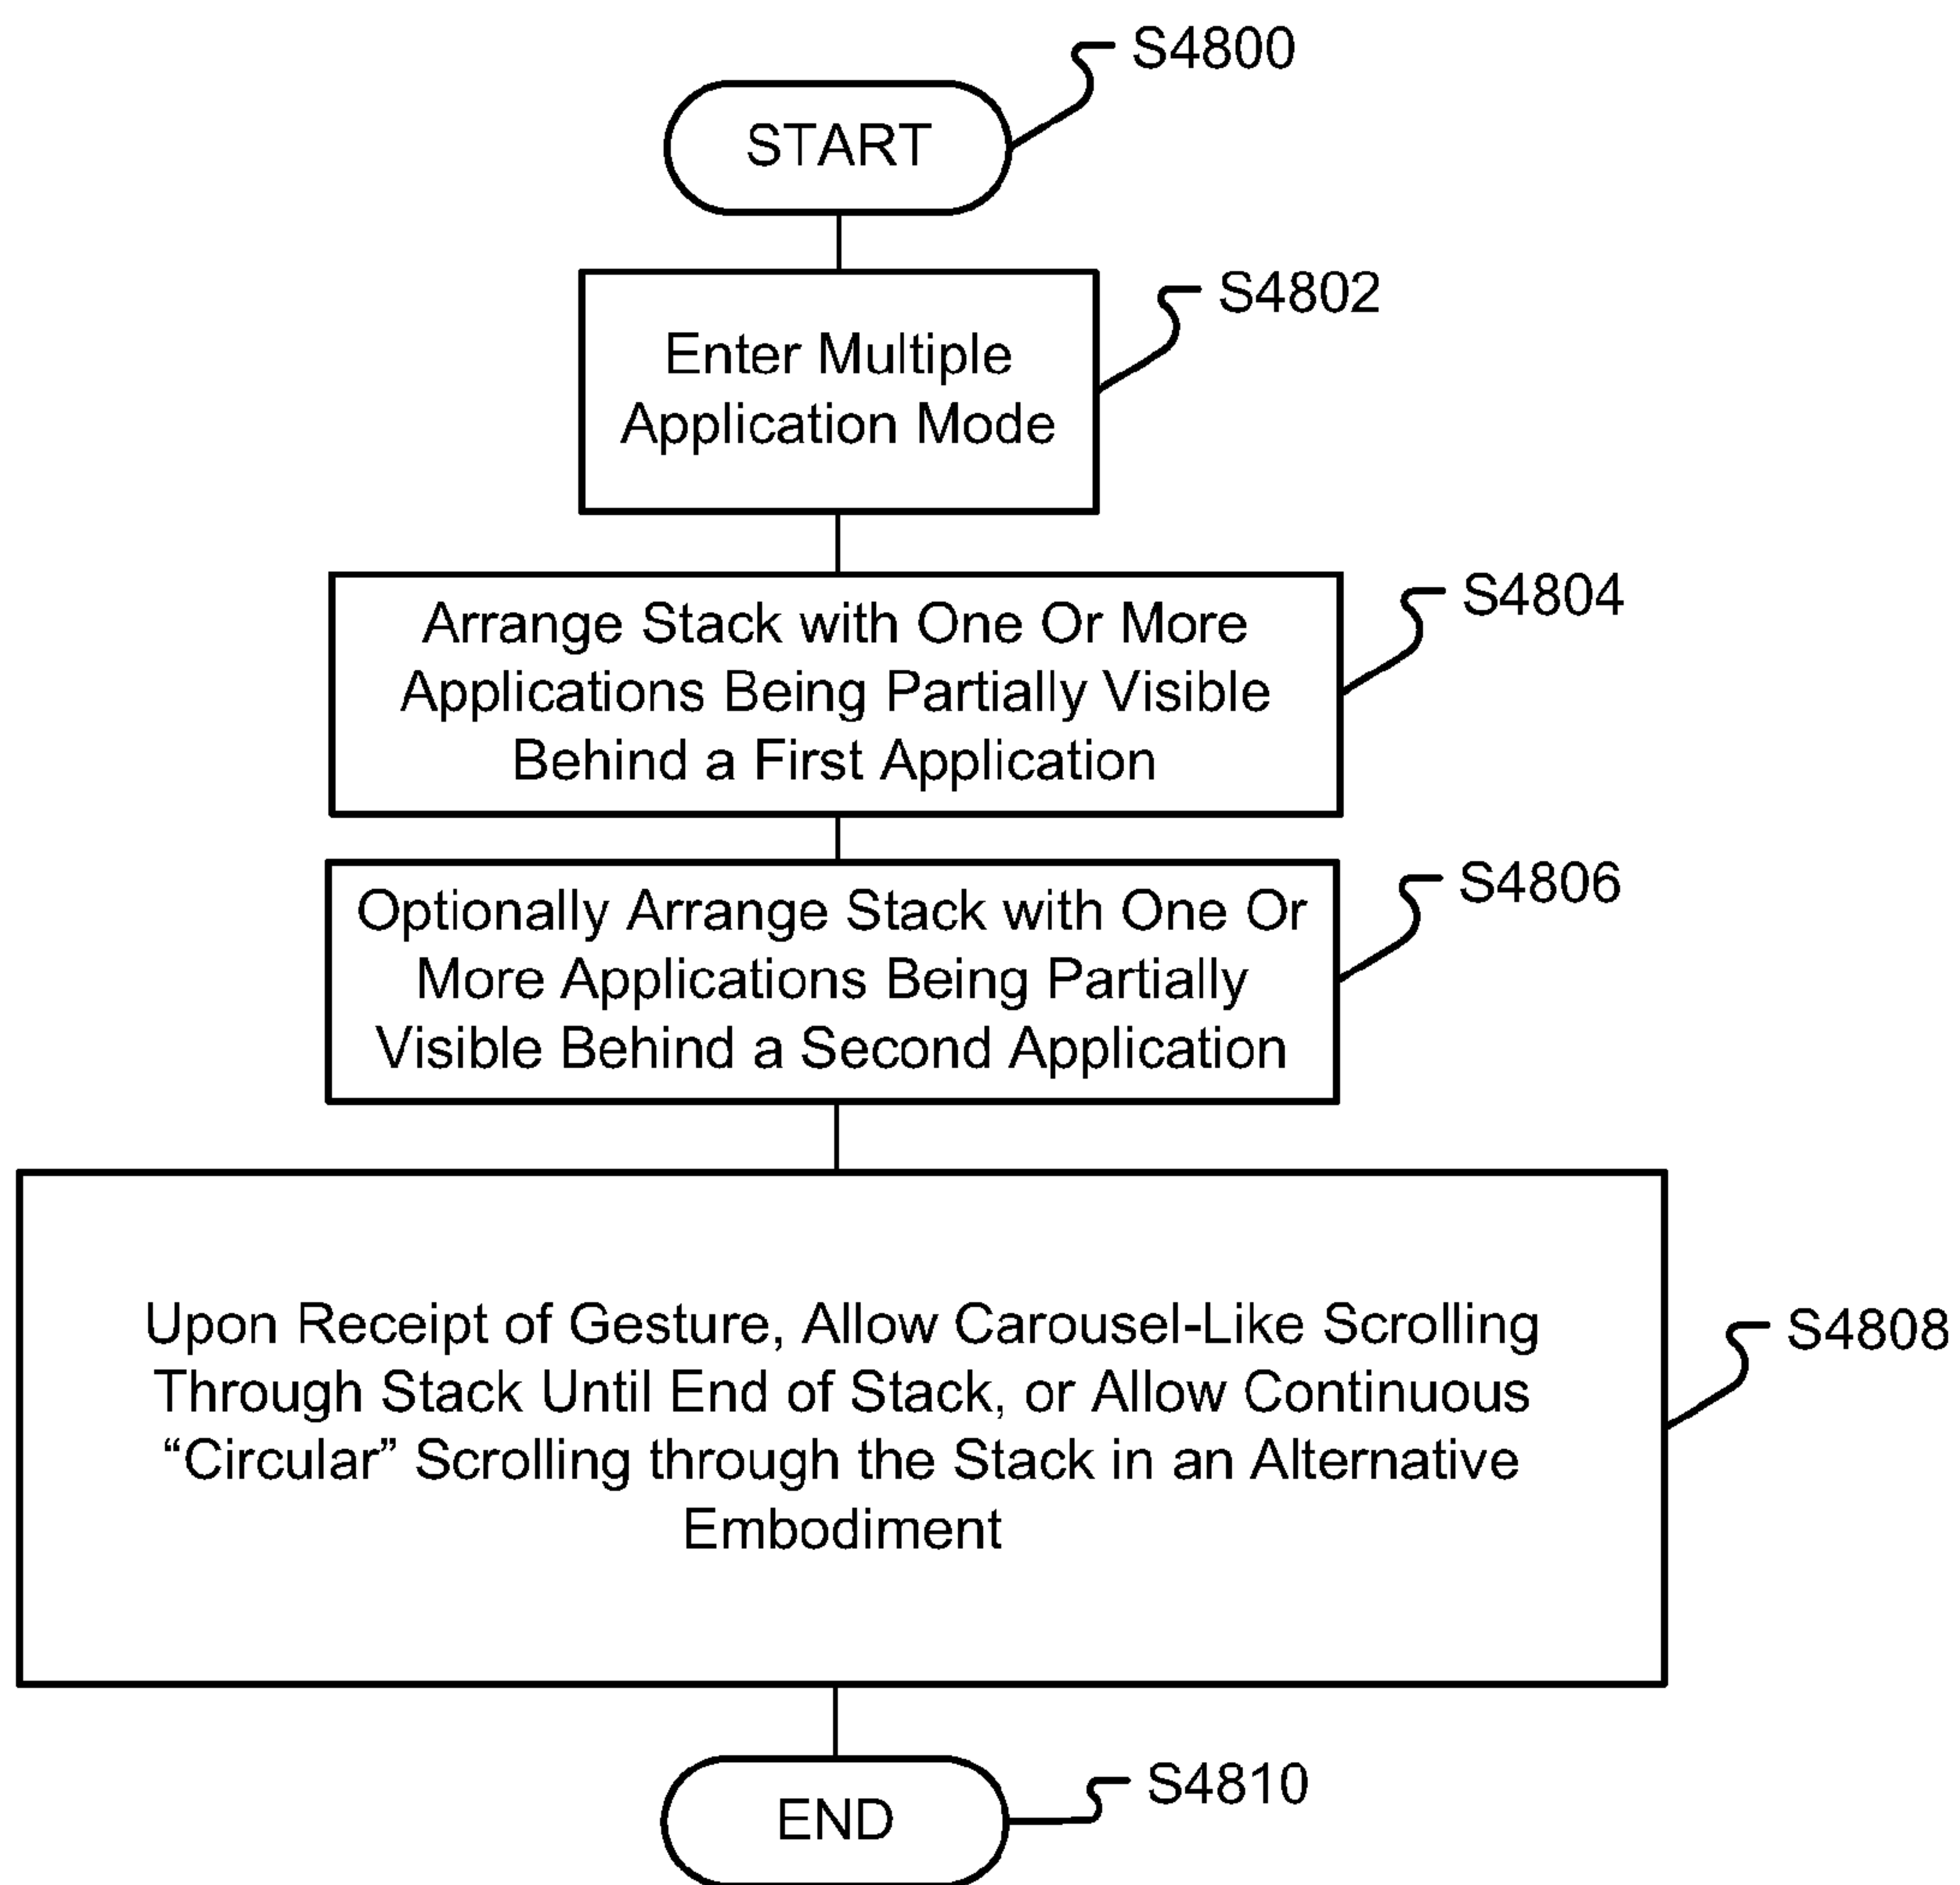 S4800
START
S4802
Enter Multiple
Application Mode
S4804
Arrange Stack with One Or More
Applications Being Partially Visible
Behind a First Application
S4806
Optionally Arrange Stack with One Or
More Applications Being Partially
Visible Behind a Second Application
S4808
Upon Receipt of Gesture, Allow Carousel-Like Scrolling
Through Stack Until End of Stack, or Allow Continuous
“Circular” Scrolling through the Stack in an Alternative
Embodiment
S4810
END